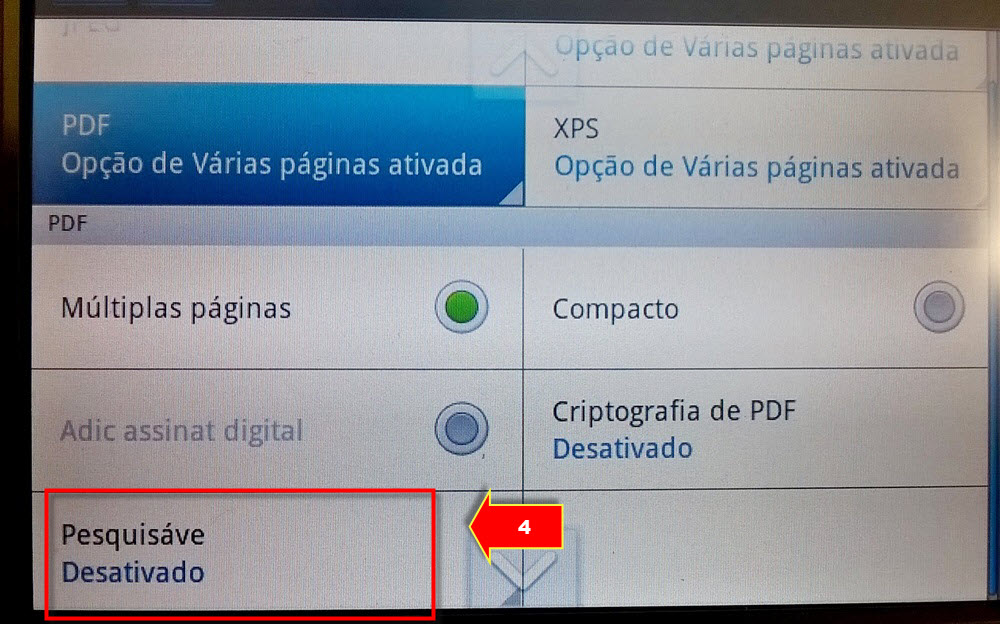 JPEG
Opção de Várias páginas ativada
PDF
Opção de Várias páginas ativada
XPS
Opção de Várias páginas ativada
PDF
Múltiplas páginas
Compacto
Adic assinat digital
Criptografia de PDF
Desativado
Pesquisáve
Desativado
4